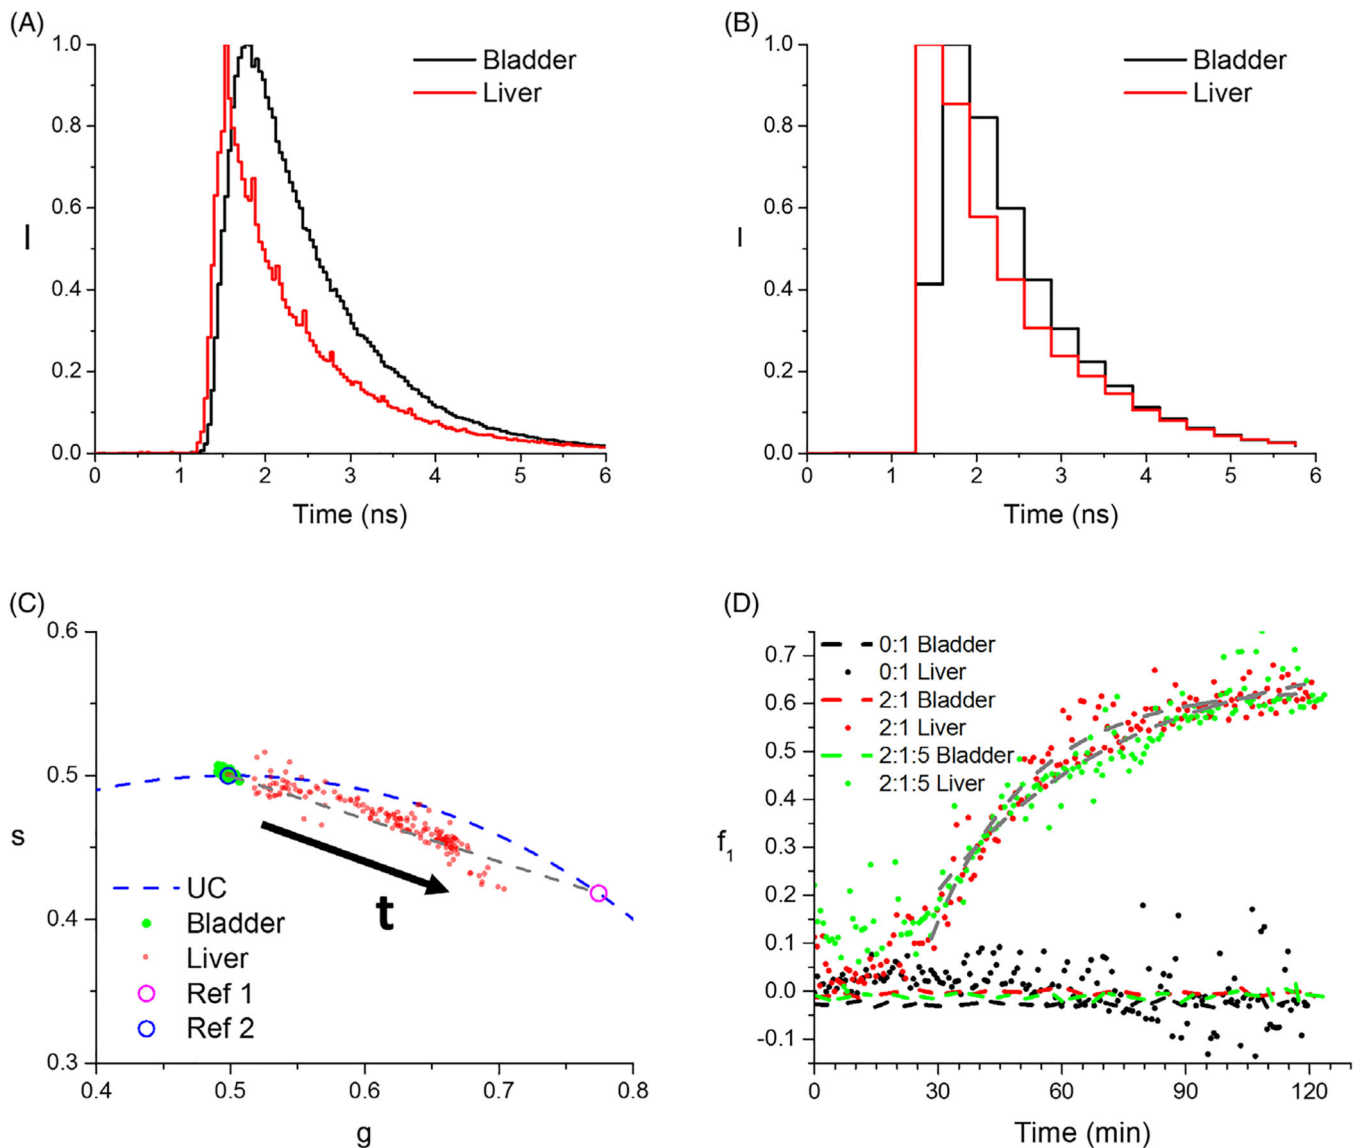 (A)
1.0
0.8
0.6
0.4
0.2
0.0
I
Bladder
Liver
0 1 2 3 4 5 6
Time (ns)
(B)
1.0
0.8
0.6
0.4
0.2
0.0
I
Bladder
Liver
0 1 2 3 4 5 6
Time (ns)
(C)
0.6
0.5
0.4
0.3
s
t
UC
Bladder
Liver
Ref 1
Ref 2
0.4 0.5 0.6 0.7 0.8
g
(D)
0.7
0.6
0.5
0.4
0.3
0.2
0.1
0.0
-0.1
f₁
0:1 Bladder
0:1 Liver
2:1 Bladder
2:1 Liver
2:1:5 Bladder
2:1:5 Liver
0 30 60 90 120
Time (min)